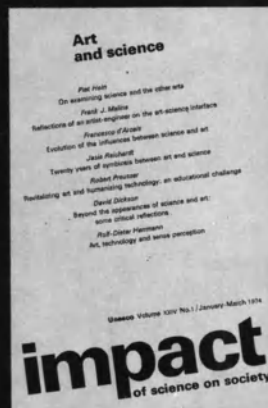 Art
and science
Piet Hein
On examining science and the other arts
Frank J. Malina
Reflections of an artist-engineer on the art-science interface
Francesco d'Arcais
Evolution of the influences between science and art
Jasia Reichardt
Twenty years of symbiosis between art and science
Robert Preusser
Revitalizing art and humanizing technology: an educational challenge
David Dickson
Beyond the appearances of science and art:
some critical reflections
Rolf-Dieter Herrmann
Art, technology and sense perception
Unesco Volume XXIV No.1/January-March 1974
impact
of science on society